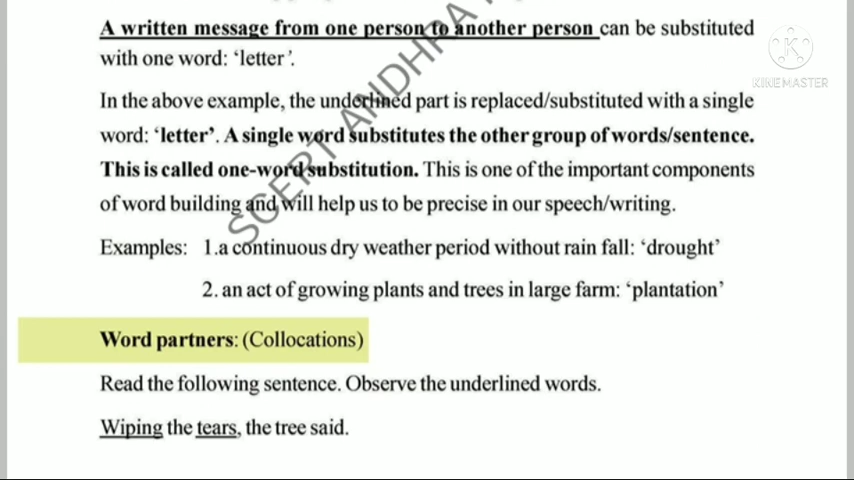 A written message from one person to another person can be substituted
with one word: ‘letter’.
In the above example, the underlined part is replaced/substituted with a single
word: ‘letter’. A single word substitutes the other group of words/sentence.
This is called one-word substitution. This is one of the important components
of word building and will help us to be precise in our speech/writing.
Examples: 1.a continuous dry weather period without rain fall: ‘drought’
2. an act of growing plants and trees in large farm: ‘plantation’
Word partners: (Collocations)
Read the following sentence. Observe the underlined words.
Wiping the tears, the tree said.
SCERT ANDHRA
KINEMASTER